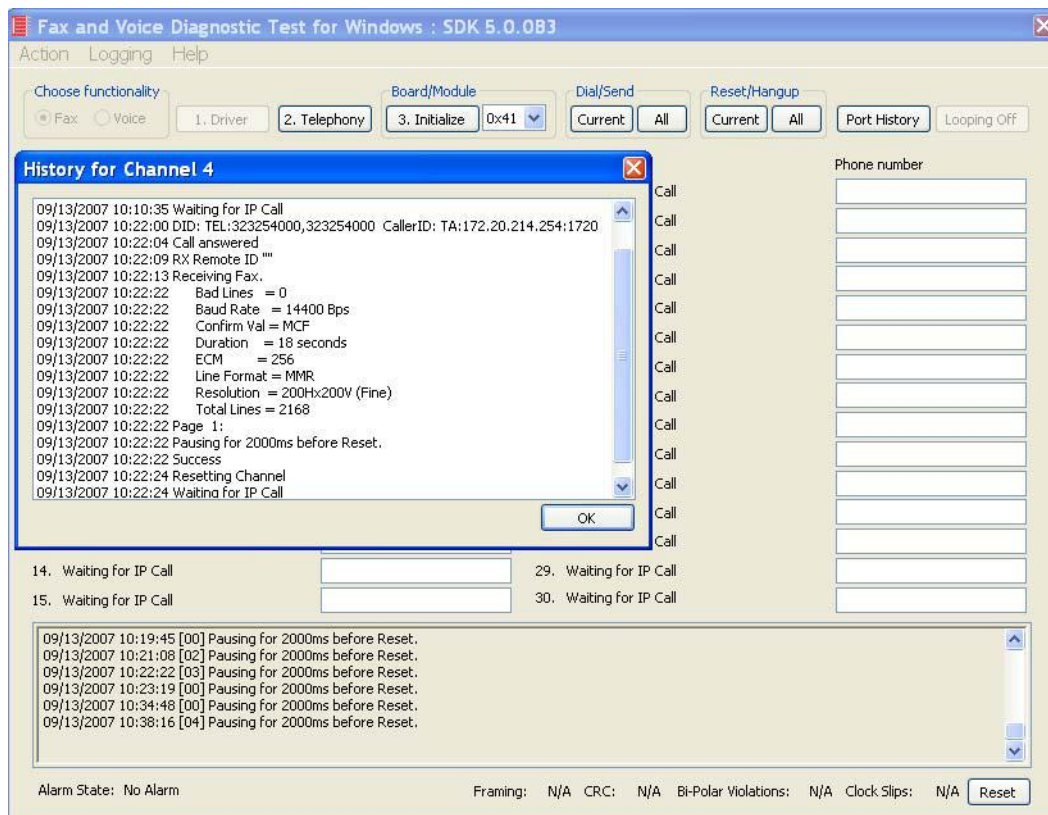 Fax and Voice Diagnostic Test for Windows : SDK 5.0.0B3
Action Logging Help
Choose functionality Board/Module Dial/Send Reset/Hangup
Fax Voice 1. Driver 2. Telephony 3. Initialize 0x41 Current All Current All Port History Looping Off
History for Channel 4
Phone number
09/13/2007 10:10:35 Waiting for IP Call
09/13/2007 10:22:00 DID: TEL:323254000,323254000 CallerID: TA:172.20.214.254:1720
09/13/2007 10:22:04 Call answered
09/13/2007 10:22:09 RX Remote ID ""
09/13/2007 10:22:13 Receiving Fax.
09/13/2007 10:22:22 Bad Lines = 0
09/13/2007 10:22:22 Baud Rate = 14400 Bps
09/13/2007 10:22:22 Confirm Val = MCF
09/13/2007 10:22:22 Duration = 18 seconds
09/13/2007 10:22:22 ECM = 256
09/13/2007 10:22:22 Line Format = MMR
09/13/2007 10:22:22 Resolution = 200Hx200V (Fine)
09/13/2007 10:22:22 Total Lines = 2168
09/13/2007 10:22:22 Page 1:
09/13/2007 10:22:22 Pausing for 2000ms before Reset.
09/13/2007 10:22:22 Success
09/13/2007 10:22:24 Resetting Channel
09/13/2007 10:22:24 Waiting for IP Call
OK
Call
Call
Call
Call
Call
Call
Call
Call
Call
Call
Call
Call
Call
14. Waiting for IP Call 29. Waiting for IP Call
15. Waiting for IP Call 30. Waiting for IP Call
09/13/2007 10:19:45 [00] Pausing for 2000ms before Reset.
09/13/2007 10:21:08 [02] Pausing for 2000ms before Reset.
09/13/2007 10:22:22 [03] Pausing for 2000ms before Reset.
09/13/2007 10:23:19 [00] Pausing for 2000ms before Reset.
09/13/2007 10:34:48 [00] Pausing for 2000ms before Reset.
09/13/2007 10:38:16 [04] Pausing for 2000ms before Reset.
Alarm State: No Alarm Framing: N/A CRC: N/A Bi-Polar Violations: N/A Clock Slips: N/A Reset